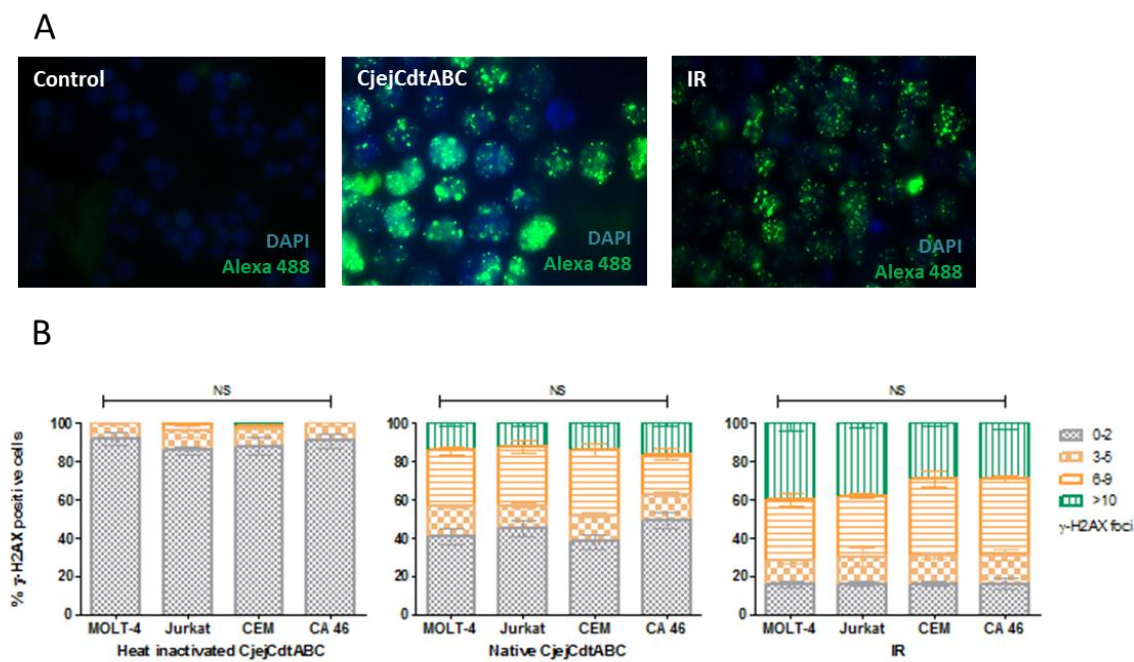 A
Control
DAPI
Alexa 488
CjejCdtABC
DAPI
Alexa 488
IR
DAPI
Alexa 488
B
% γ-H2AX positive cells
100
80
60
40
20
0
NS
MOLT-4 Jurkat CEM CA 46
Heat inactivated CjejCdtABC
100
80
60
40
20
0
NS
MOLT-4 Jurkat CEM CA 46
Native CjejCdtABC
100
80
60
40
20
0
NS
MOLT-4 Jurkat CEM CA 46
IR
0-2
3-5
6-9
>10
γ-H2AX foci